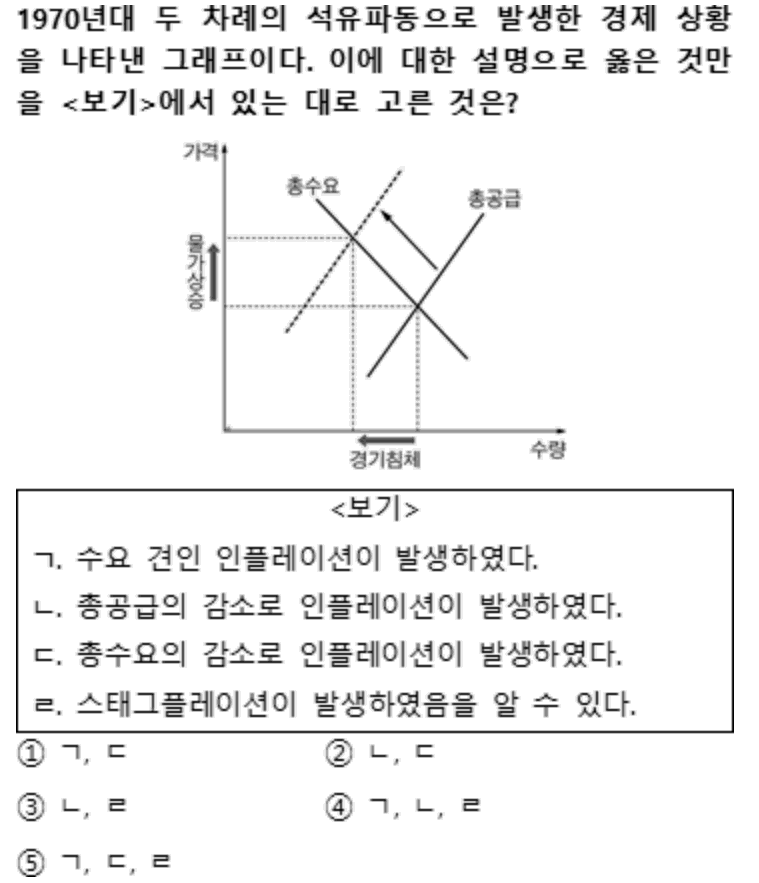 1970년대 두 차례의 석유파동으로 발생한 경제 상황
을 나타낸 그래프이다. 이에 대한 설명으로 옳은 것만
을 <보기>에서 있는 대로 고른 것은?
가격
총수요
총공급
물가상승
경기침체
수량
<보기>
ㄱ. 수요 견인 인플레이션이 발생하였다.
ㄴ. 총공급의 감소로 인플레이션이 발생하였다.
ㄷ. 총수요의 감소로 인플레이션이 발생하였다.
ㄹ. 스태그플레이션이 발생하였음을 알 수 있다.
① ㄱ, ㄷ ② ㄴ, ㄷ
③ ㄴ, ㄹ ④ ㄱ, ㄴ, ㄹ
⑤ ㄱ, ㄷ, ㄹ